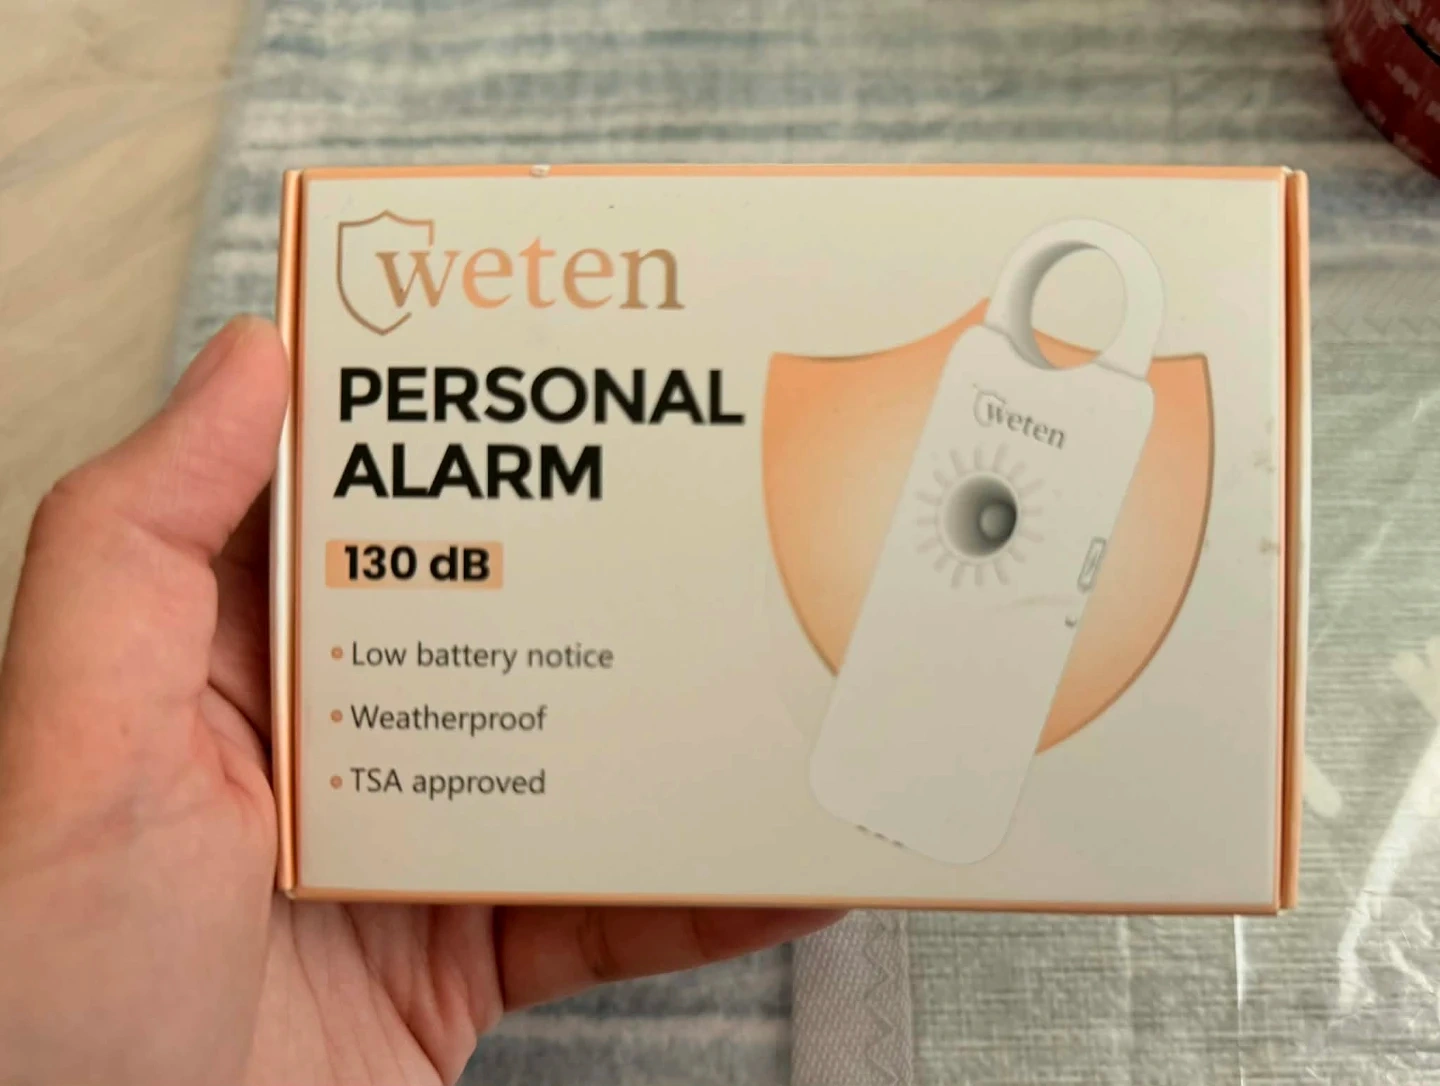 weten
PERSONAL
ALARM
130 dB
Low battery notice
Weatherproof
TSA approved
weten